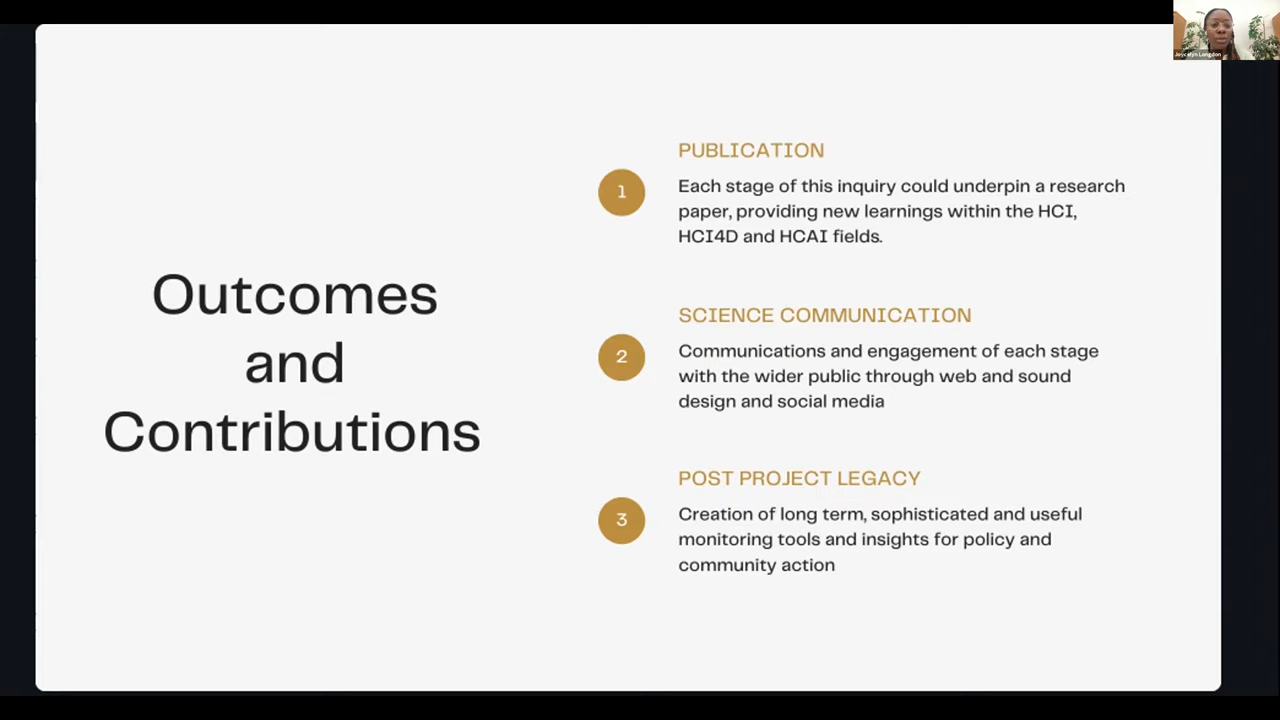 Joycelyn Longdon
Outcomes
and
Contributions
1
PUBLICATION
Each stage of this inquiry could underpin a research
paper, providing new learnings within the HCI,
HCI4D and HCAI fields.
2
SCIENCE COMMUNICATION
Communications and engagement of each stage
with the wider public through web and sound
design and social media
3
POST PROJECT LEGACY
Creation of long term, sophisticated and useful
monitoring tools and insights for policy and
community action